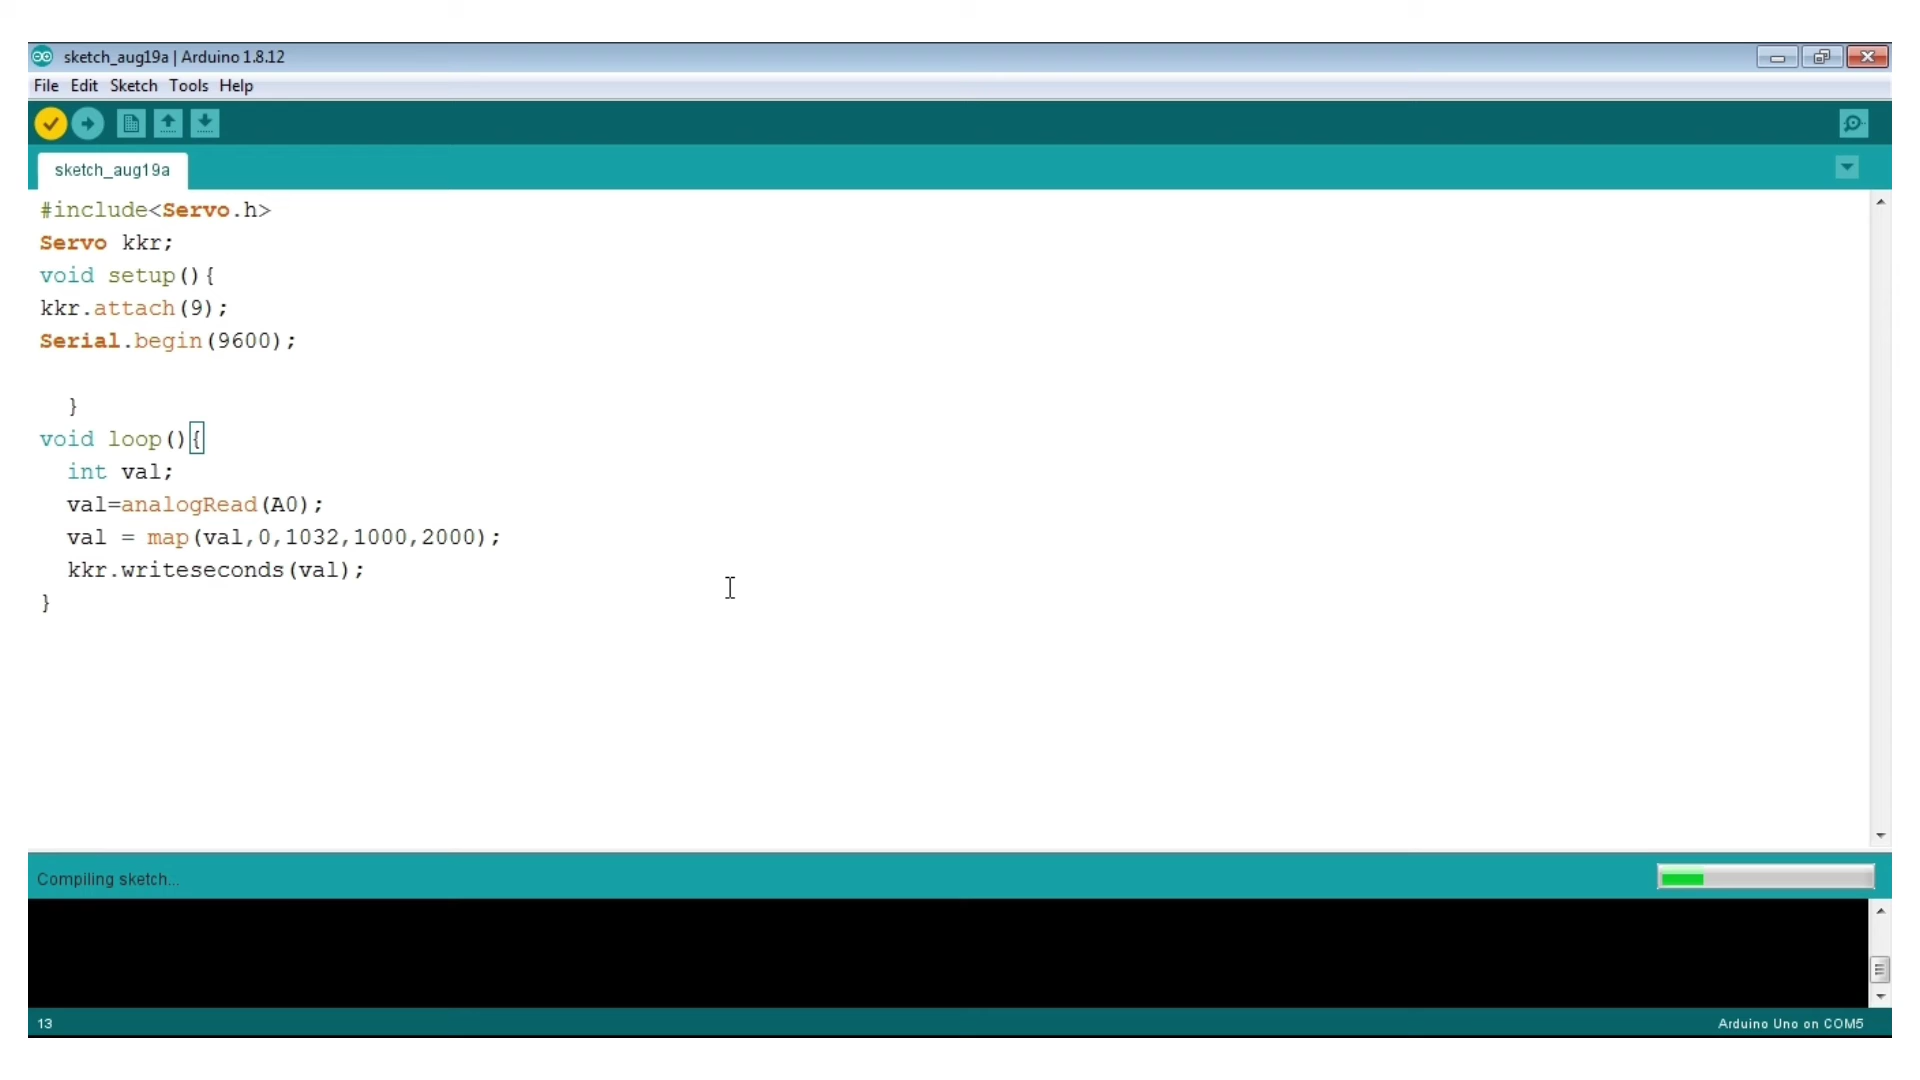 sketch_aug19a | Arduino 1.8.12
File Edit Sketch Tools Help
sketch_aug19a
#include<Servo.h>
Servo kkr;
void setup(){
kkr.attach(9);
Serial.begin(9600);
}
void loop(){
int val;
val=analogRead(A0);
val = map(val,0,1032,1000,2000);
kkr.writeseconds(val);
}
Compiling sketch...
13
Arduino Uno on COM5